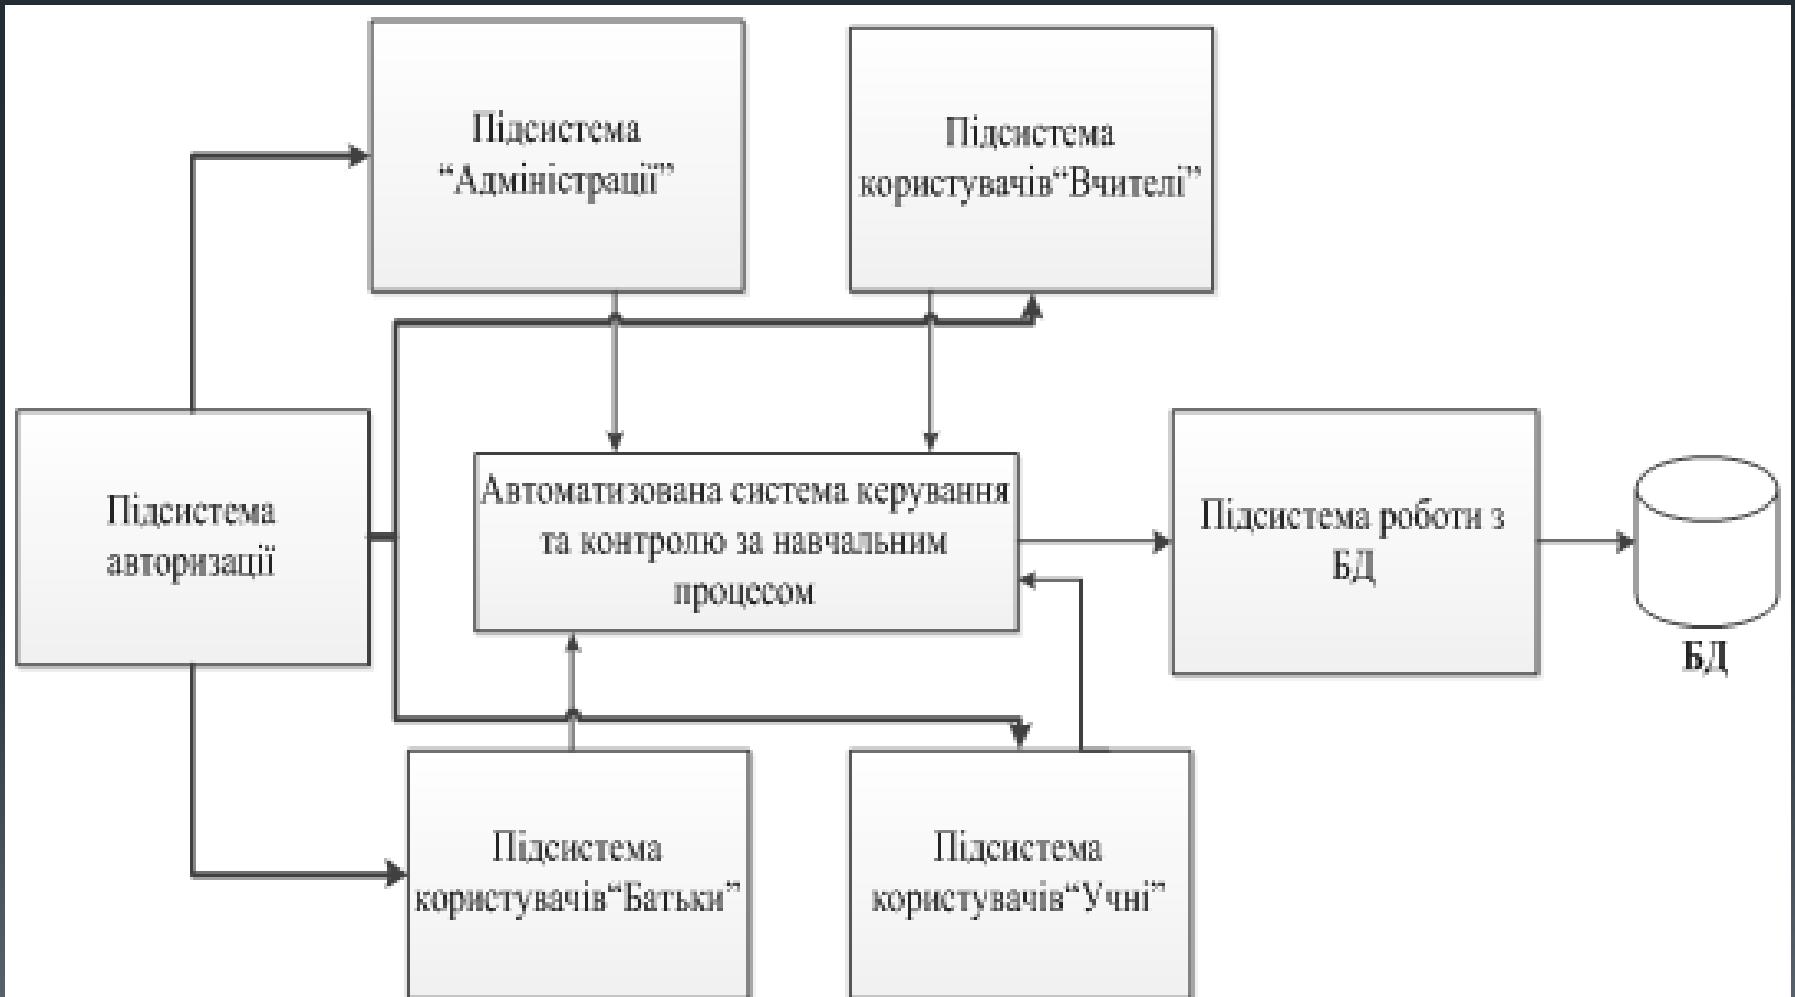 Підсистема
“Адміністрації”
Підсистема
користувачів“Вчителі”
Підсистема
авторизації
Автоматизована система керування
та контролю за навчальним
процесом
Підсистема роботи з
БД
БД
Підсистема
користувачів“Батьки”
Підсистема
користувачів“Учні”